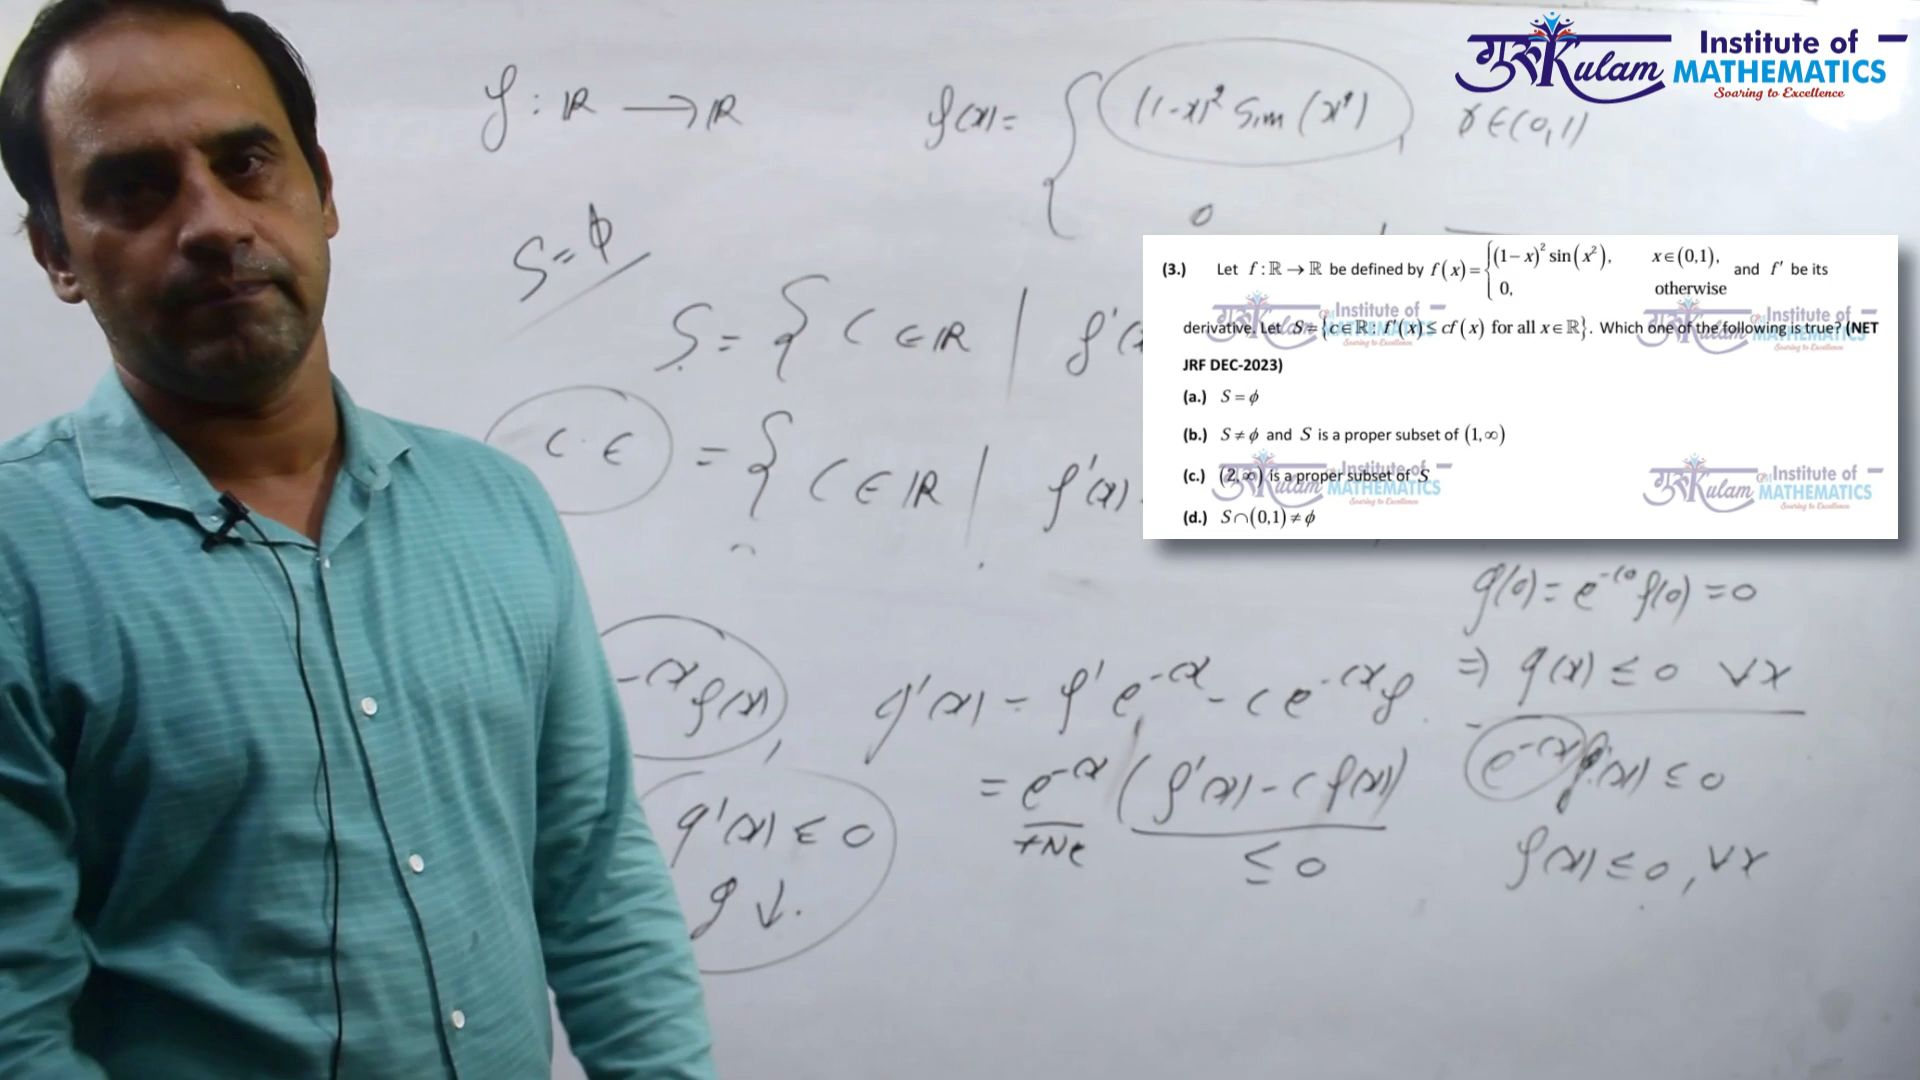 गुरुKulam Institute of MATHEMATICS
Soaring to Excellence
f : ℝ → ℝ
f(x) = { (1-x)² Sin (x²), x ∈ (0,1)
0
S = ϕ
S = { C ∈ ℝ | f'(x
C ∈ = { C ∈ ℝ | f'(x)
(3.) Let f : ℝ → ℝ be defined by f(x) = { (1−x)² sin(x²), x ∈ (0,1), and f′ be its
0, otherwise
derivative. Let S = {c ∈ ℝ : f′(x) ≤ cf(x) for all x ∈ ℝ}. Which one of the following is true? (NET
JRF DEC-2023)
(a.) S = ϕ
(b.) S ≠ ϕ and S is a proper subset of (1,∞)
(c.) (2,∞) is a proper subset of S
(d.) S ∩ (0,1) ≠ ϕ
g(0) = e^{-c0} f(0) = 0
⇒ g(x) ≤ 0 ∀x
-cx f(x), g'(x) = f' e^{-cx} - c e^{-cx} f.
= e^{-cx} (f'(x) - c f(x))
+Ne ≤ 0
e^{-cx} f(x) ≤ 0
f(x) ≤ 0, ∀x
g'(x) ≤ 0
g ↓.